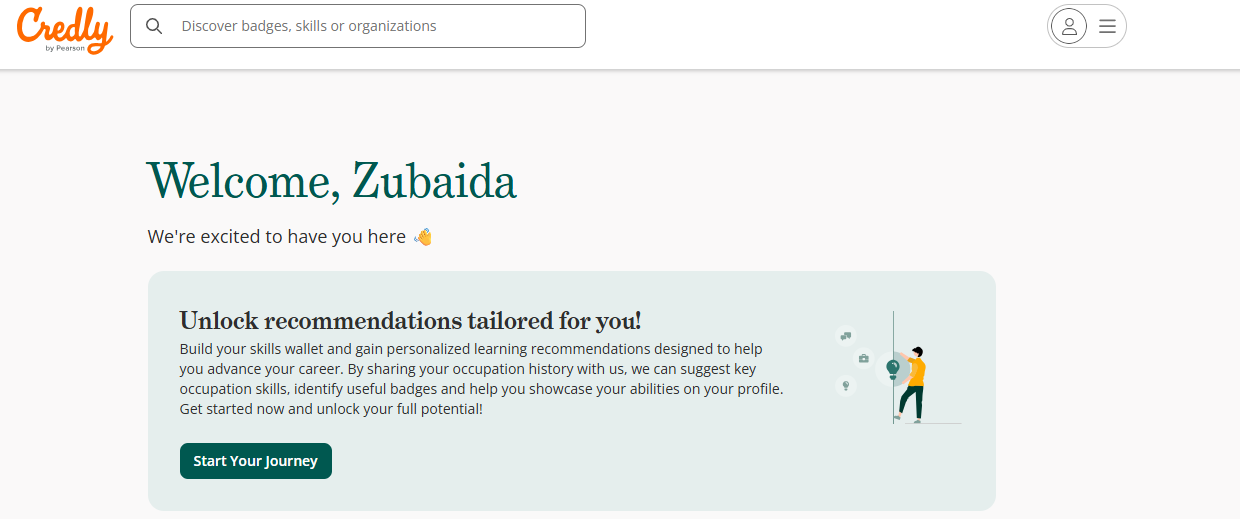 Credly
by Pearson
Discover badges, skills or organizations
Welcome, Zubaida
We're excited to have you here 👋
Unlock recommendations tailored for you!
Build your skills wallet and gain personalized learning recommendations designed to help
you advance your career. By sharing your occupation history with us, we can suggest key
occupation skills, identify useful badges and help you showcase your abilities on your profile.
Get started now and unlock your full potential!
Start Your Journey